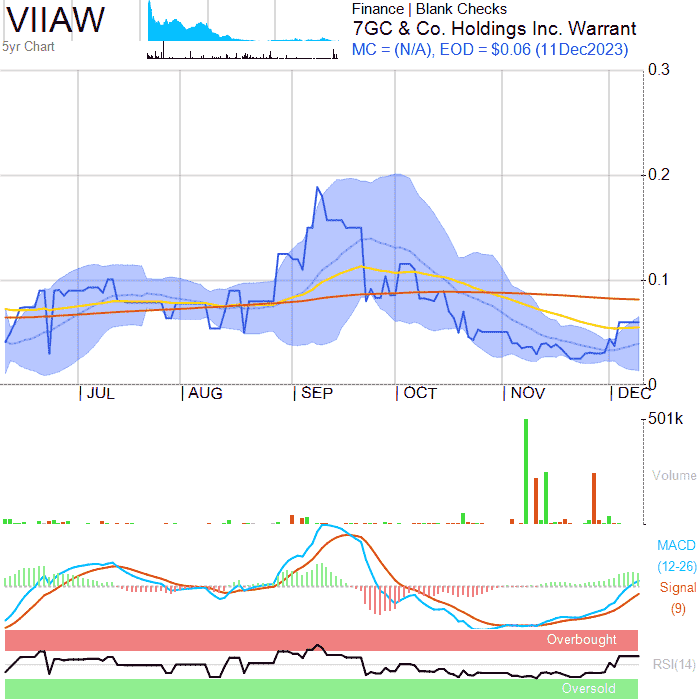 VIIAW
5yr Chart
Finance | Blank Checks
7GC & Co. Holdings Inc. Warrant
MC = (N/A), EOD = $0.06 (11Dec2023)
0.3
0.2
0.1
0
JUL
AUG
SEP
OCT
NOV
DEC
501k
Volume
MACD
(12-26)
Signal
(9)
Overbought
RSI(14)
Oversold